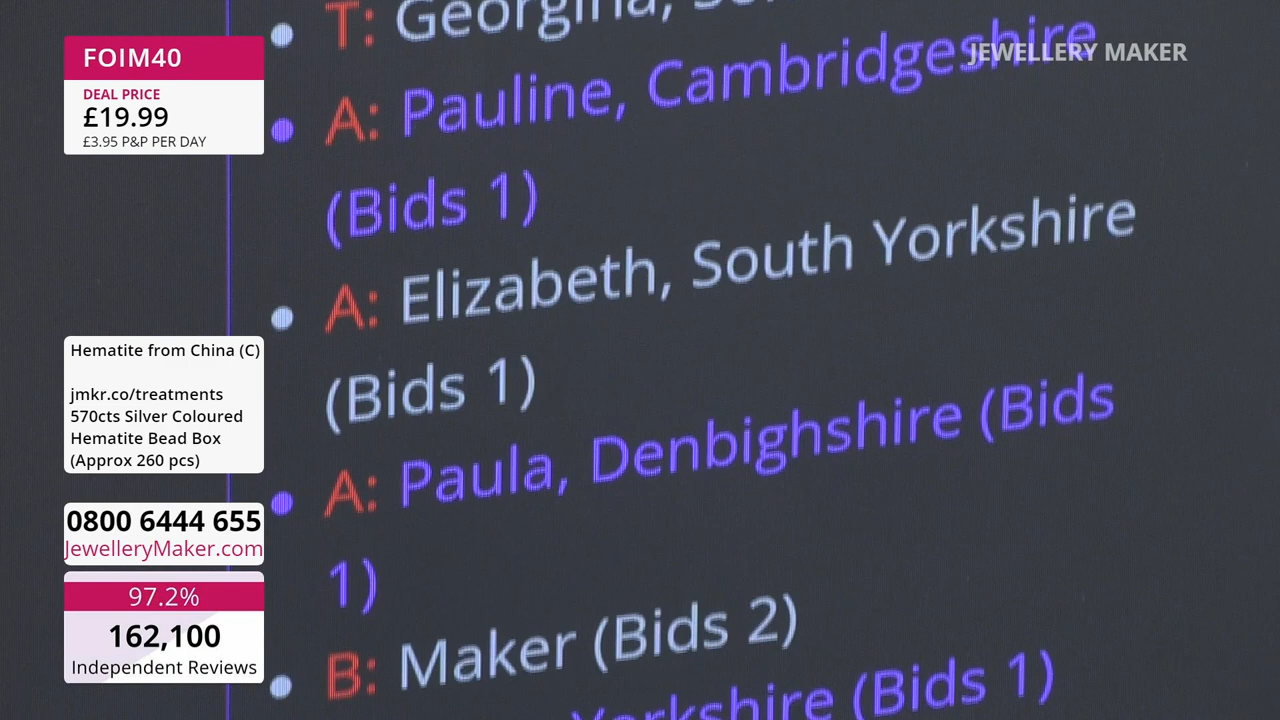 FOIM40
DEAL PRICE
£19.99
£3.95 P&P PER DAY
Hematite from China (C)
jmkr.co/treatments
570cts Silver Coloured
Hematite Bead Box
(Approx 260 pcs)
0800 6444 655
JewelleryMaker.com
97.2%
162,100
Independent Reviews
JEWELLERY MAKER
T: Georgina,
A: Pauline, Cambridgeshire
(Bids 1)
A: Elizabeth, South Yorkshire
(Bids 1)
A: Paula, Denbighshire (Bids
1)
B: Maker (Bids 2)
Yorkshire (Bids 1)